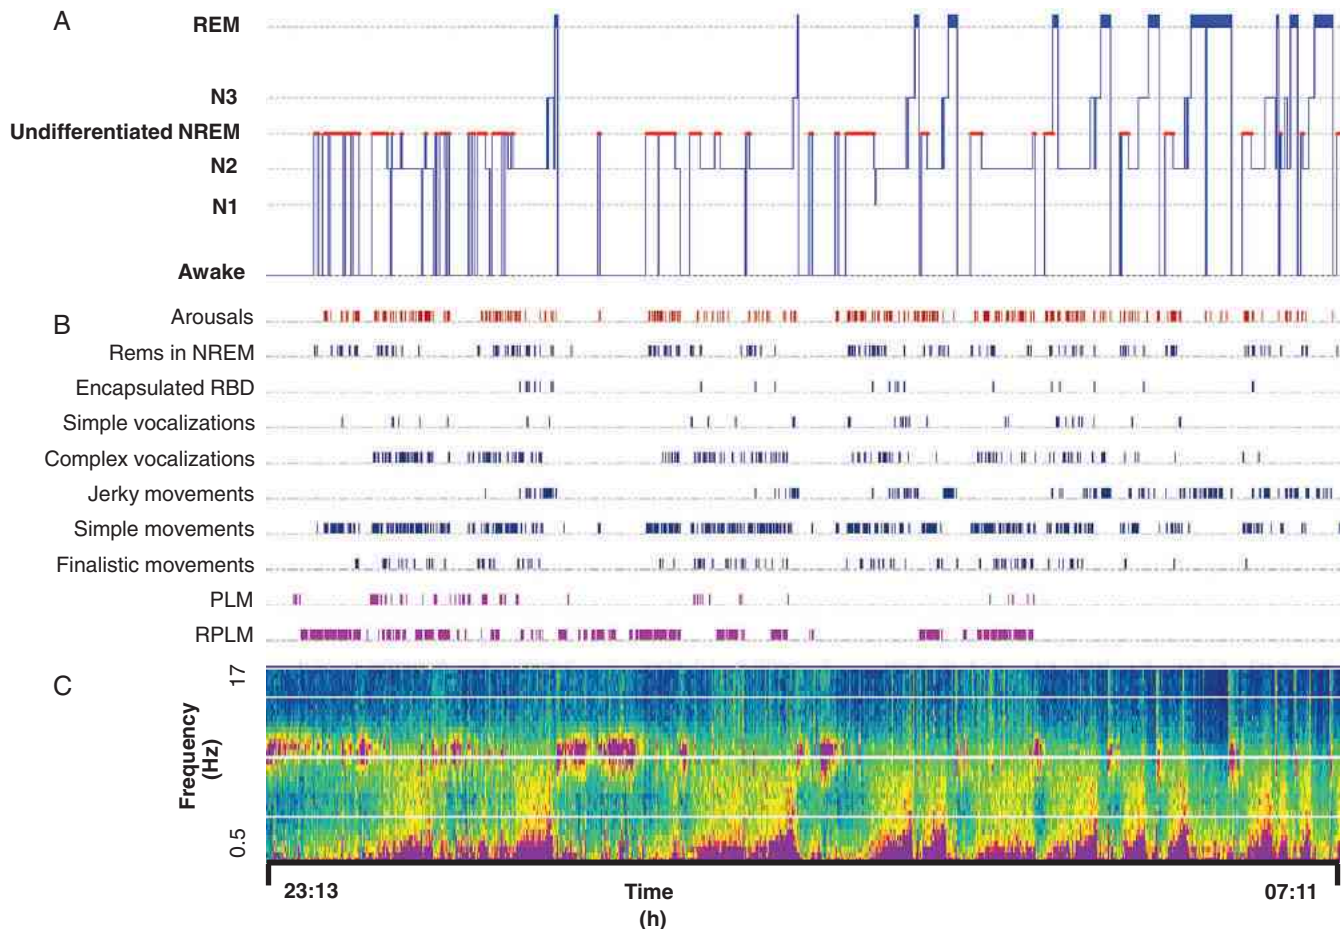 A
REM
N3
Undifferentiated NREM
N2
N1
Awake
B
Arousals
Rems in NREM
Encapsulated RBD
Simple vocalizations
Complex vocalizations
Jerky movements
Simple movements
Finalistic movements
PLM
RPLM
C
17
Frequency
(Hz)
0.5
23:13
Time
(h)
07:11